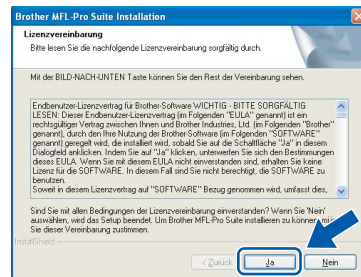 Brother MFL-Pro Suite Installation
Lizenzvereinbarung
Bitte lesen Sie die nachfolgende Lizenzvereinbarung sorgfältig durch.
Mit der BILD-NACH-UNTEN Taste können Sie den Rest der Vereinbarung sehen.
Endbenutzer-Lizenzvertrag für Brother-Software WICHTIG - BITTE SORGFÄLTIG
LESEN: Dieser Endbenutzer-Lizenzvertrag (im Folgenden "EULA" genannt) ist ein
rechtsgültiger Vertrag zwischen Ihnen und Brother Industries, Ltd. (im Folgenden "Brother"
genannt), durch den Ihre Nutzung der Brother-Software (im Folgenden "SOFTWARE"
genannt) geregelt wird, die installiert wird, sobald Sie auf die Schaltfläche "Ja" in diesem
Dialogfeld anklicken. Indem Sie auf "Ja" klicken, unterwerfen Sie sich den Bestimmungen
dieses EULA. Wenn Sie mit diesem EULA nicht einverstanden sind, erhalten Sie keine
Lizenz für die SOFTWARE. In diesem Fall sind Sie nicht berechtigt, die SOFTWARE zu
benutzen.
Soweit in diesem Lizenzvertrag auf "SOFTWARE" Bezug genommen wird, umfasst dies,
Sind Sie mit allen Bedingungen der Lizenzvereinbarung einverstanden? Wenn Sie 'Nein'
auswählen, wird das Setup beendet. Um Brother MFL-Pro Suite installieren zu können,
Sie dieser Vereinbarung zustimmen.
InstallShield
< Zurück Ja Nein